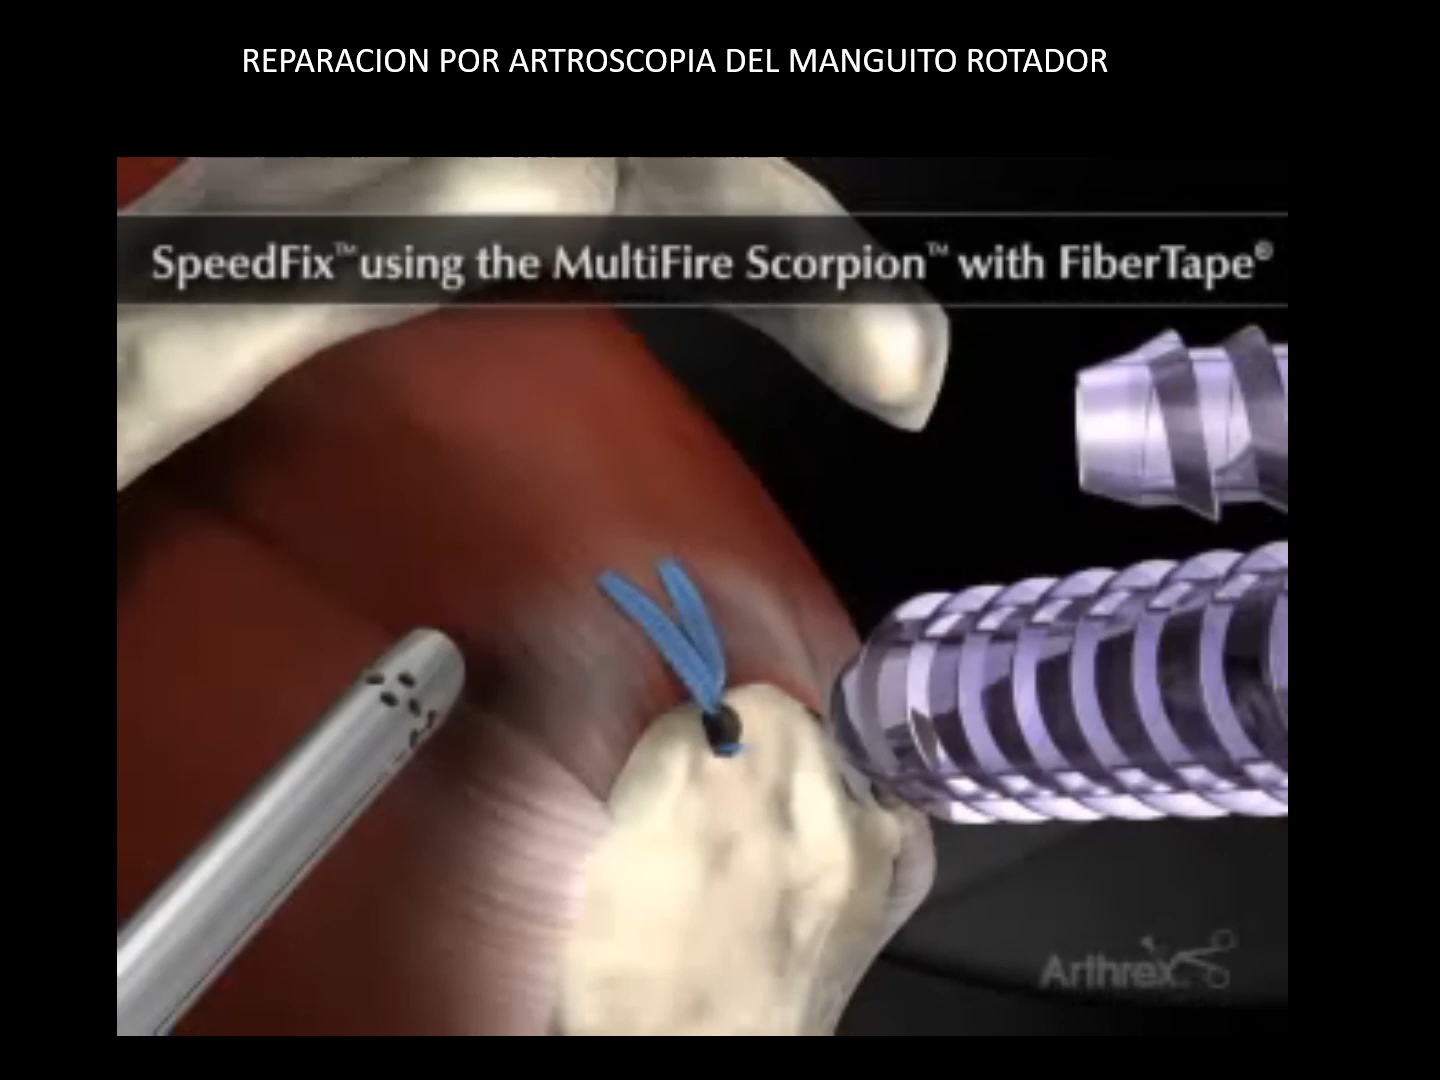 REPARACION POR ARTROSCOPIA DEL MANGUITO ROTADOR
SpeedFix™ using the MultiFire Scorpion™ with FiberTape®
Arthrex